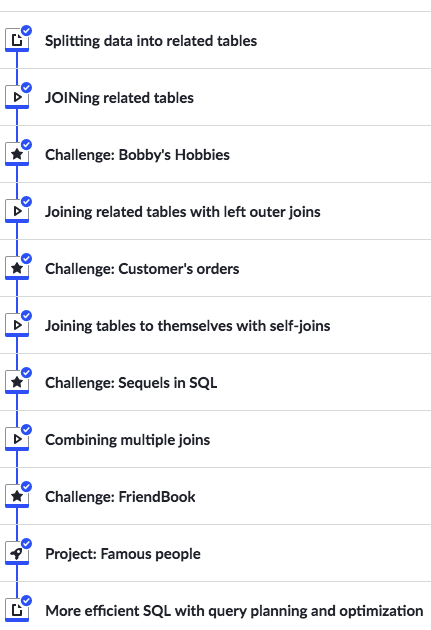 Splitting data into related tables
JOINing related tables
Challenge: Bobby's Hobbies
Joining related tables with left outer joins
Challenge: Customer's orders
Joining tables to themselves with self-joins
Challenge: Sequels in SQL
Combining multiple joins
Challenge: FriendBook
Project: Famous people
More efficient SQL with query planning and optimization